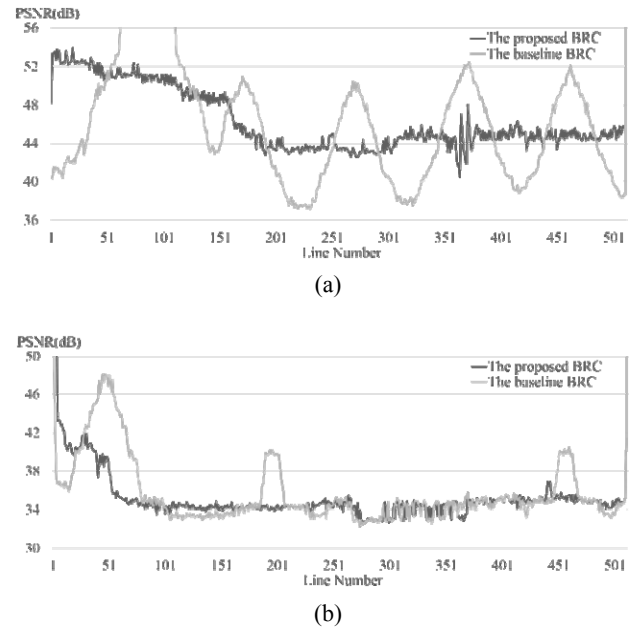 PSNR(dB)
56
The proposed BRC
The baseline BRC
52
48
44
40
36
1 51 101 151 201 251 301 351 401 451 501
Line Number
(a)
PSNR(dB)
50
The proposed BRC
The baseline BRC
46
42
38
34
30
1 51 101 151 201 251 301 351 401 451 501
Line Number
(b)